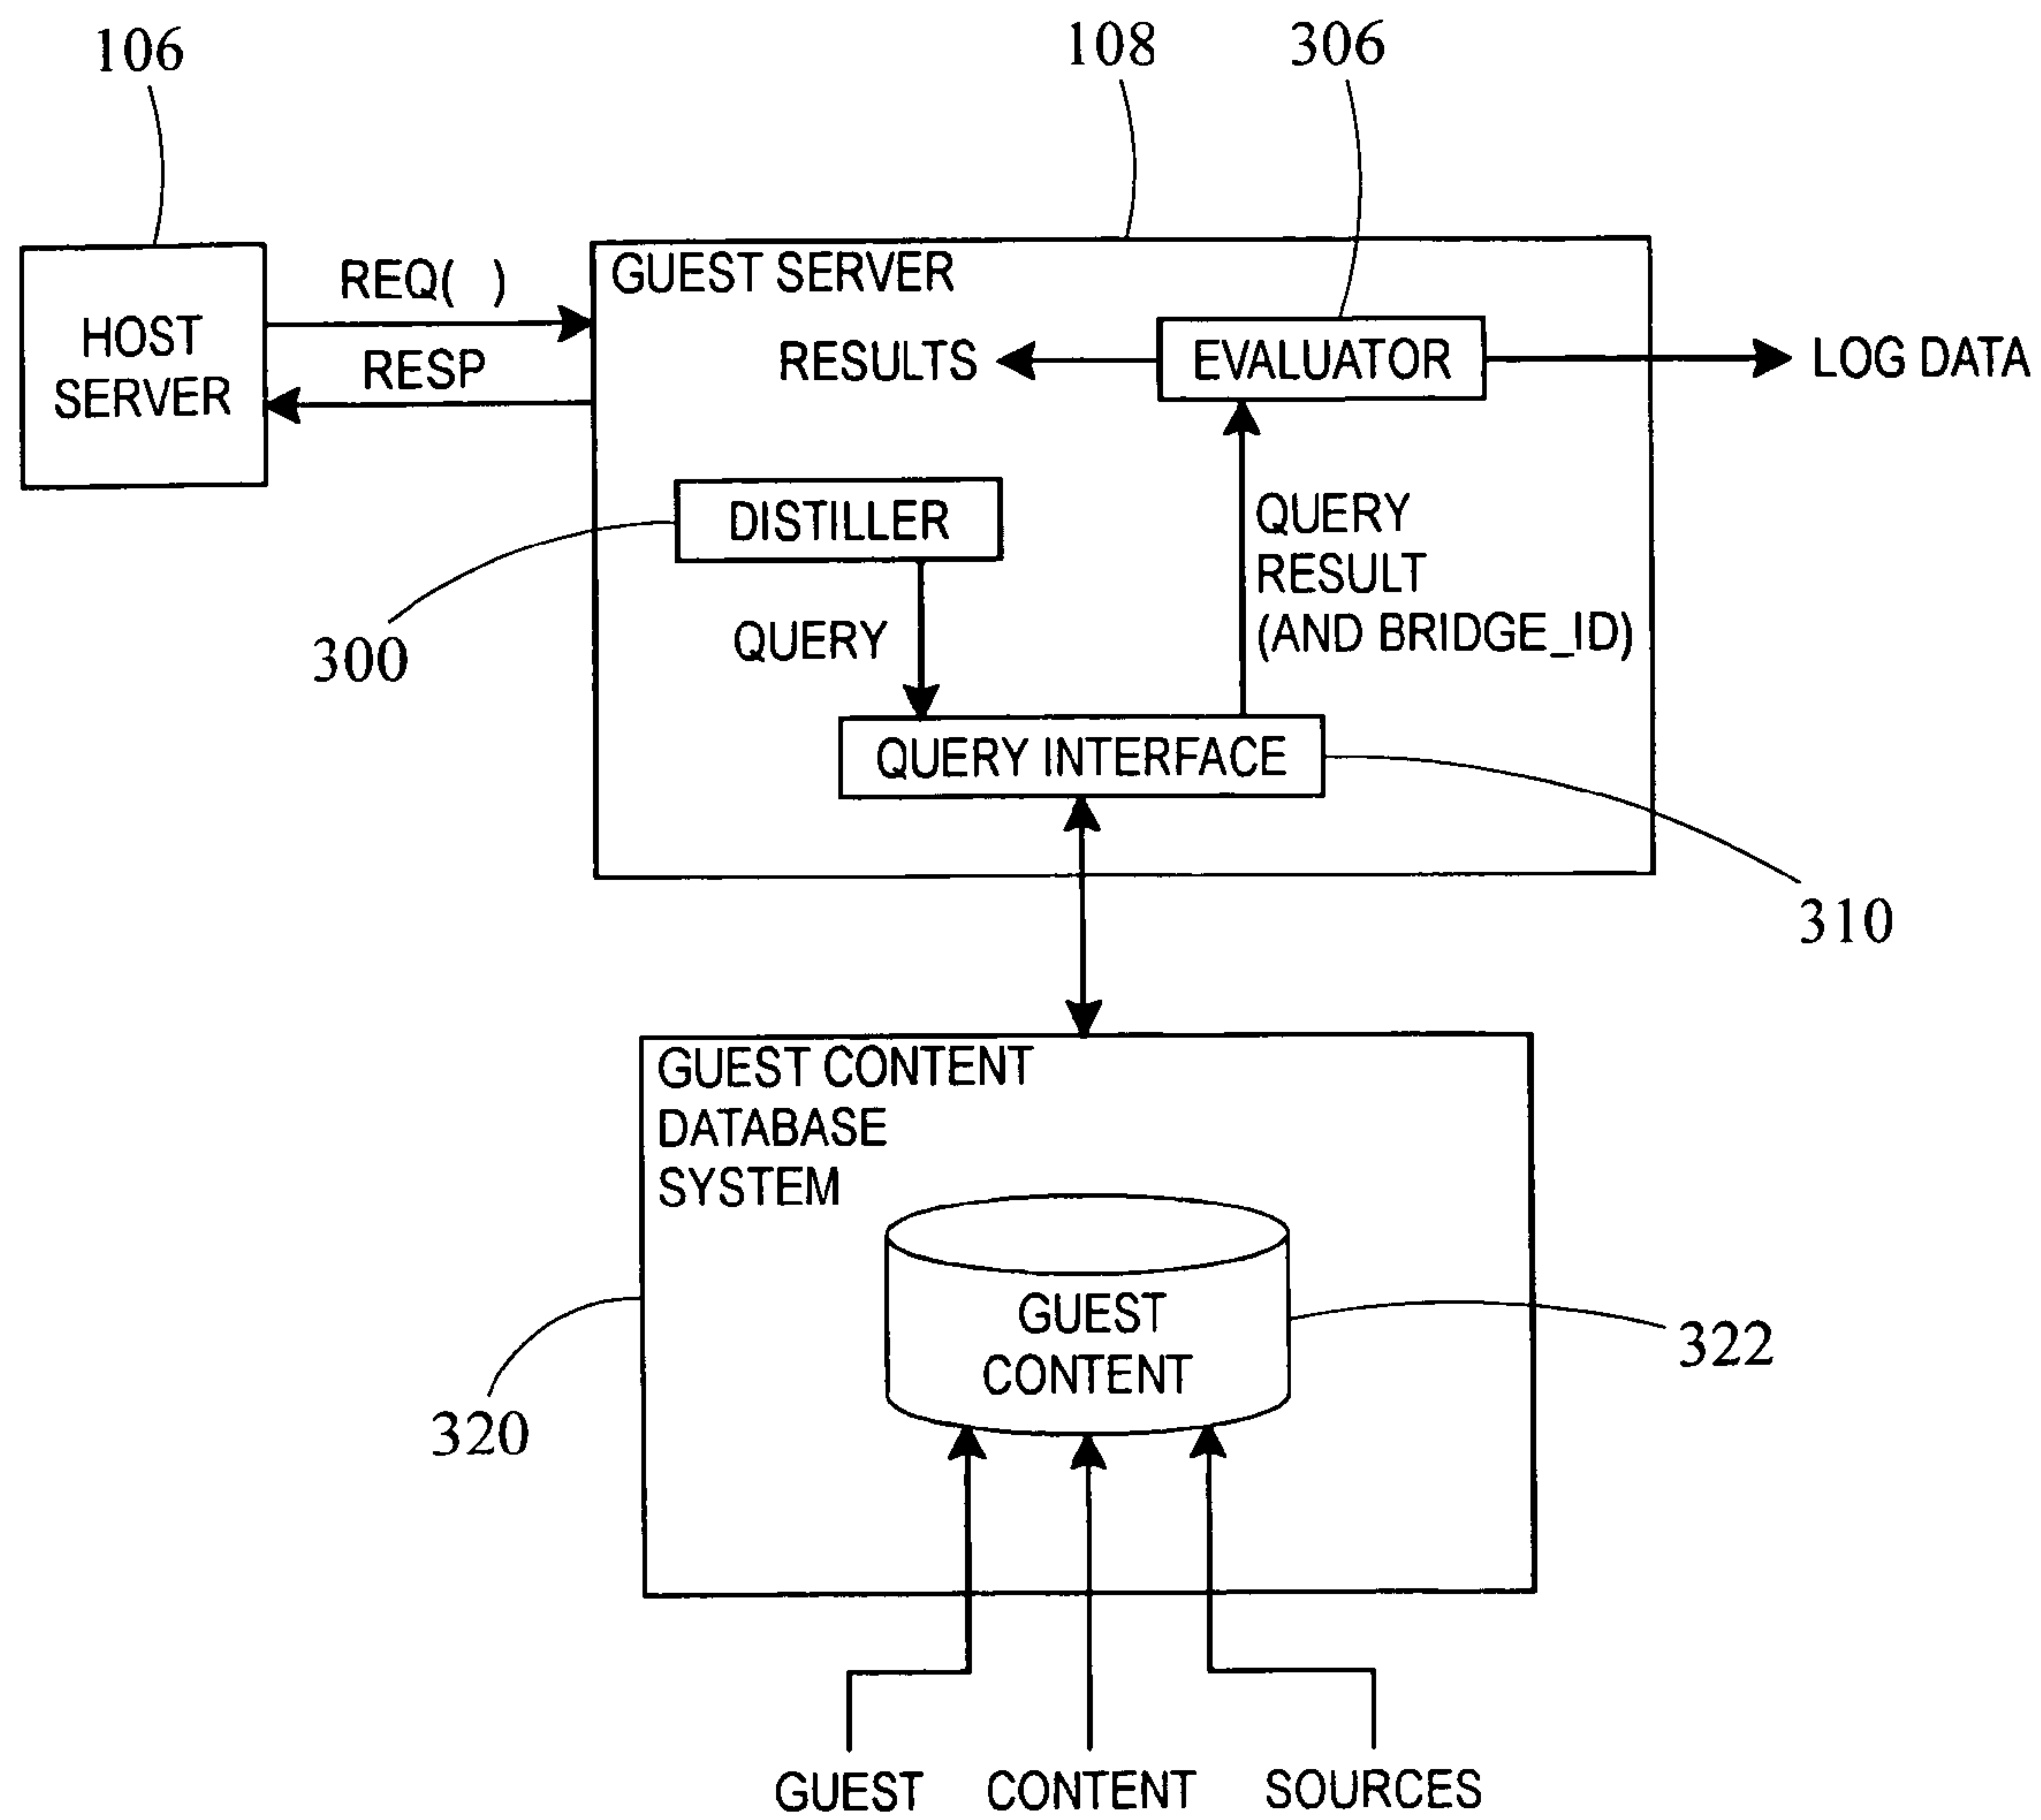 106
108
306
REQ( )
GUEST SERVER
HOST
SERVER
RESP
RESULTS
EVALUATOR
LOG DATA
DISTILLER
QUERY
RESULT
(AND BRIDGE_ID)
300
QUERY
QUERY INTERFACE
310
GUEST CONTENT
DATABASE
SYSTEM
GUEST
CONTENT
322
320
GUEST CONTENT SOURCES